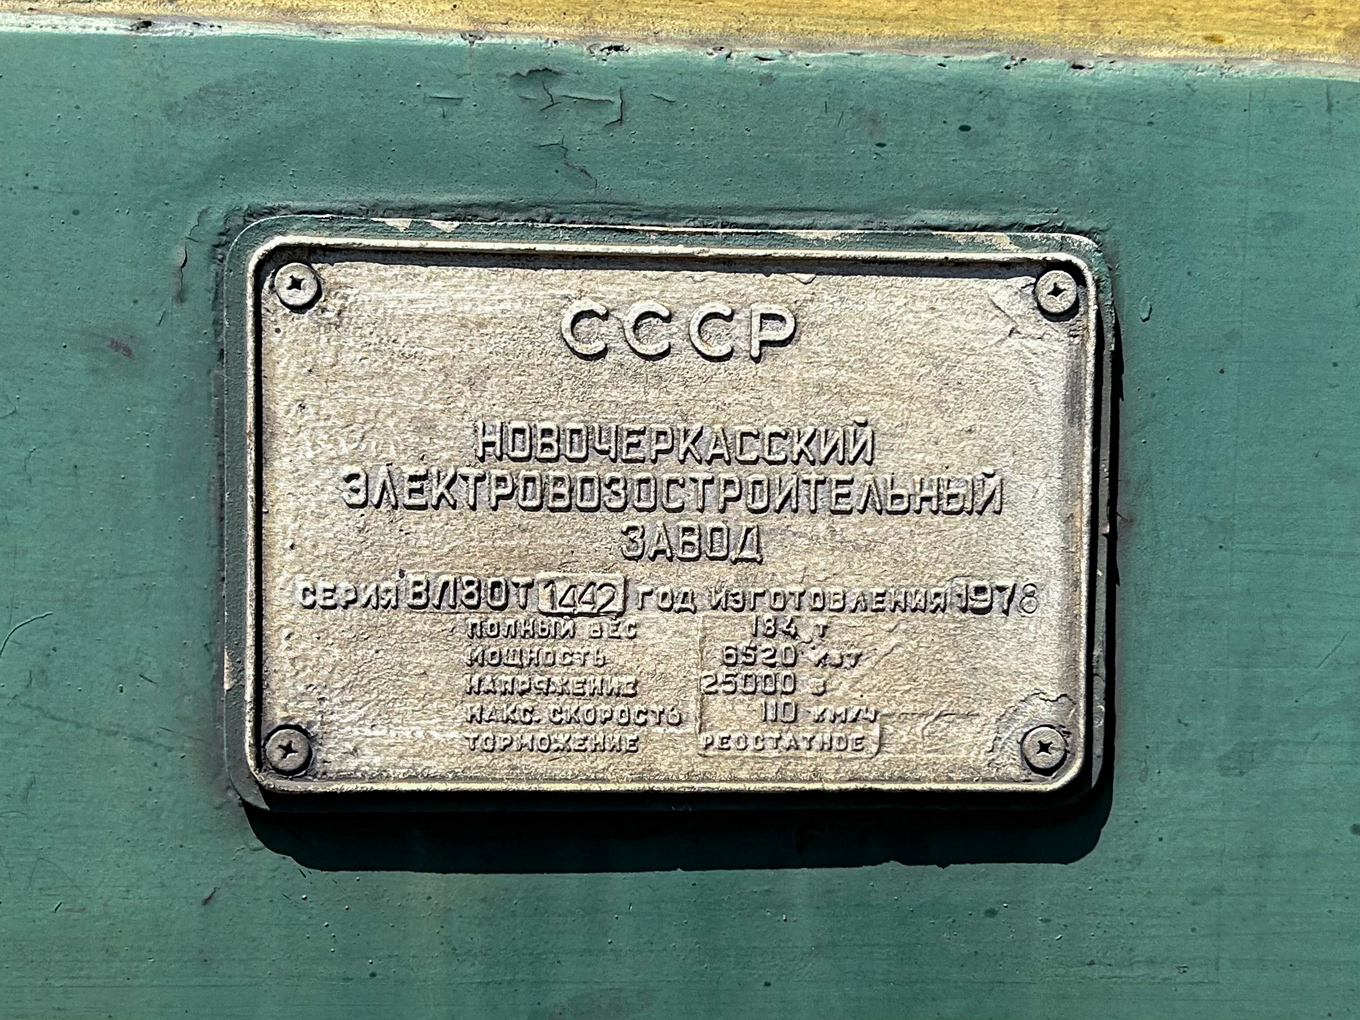 СССР
НОВОЧЕРКАССКИЙ
ЭЛЕКТРОВОЗОСТРОИТЕЛЬНЫЙ
ЗАВОД
СЕРИЯ ВЛ80Т 1442 ГОД ИЗГОТОВЛЕНИЯ 1978
ПОЛНЫЙ ВЕС 184 Т
МОЩНОСТЬ 6520 КВТ
НАПРЯЖЕНИЕ 25000 В
МАКС. СКОРОСТЬ 110 КМ/Ч
ТОРМОЖЕНИЕ РЕОСТАТНОЕ